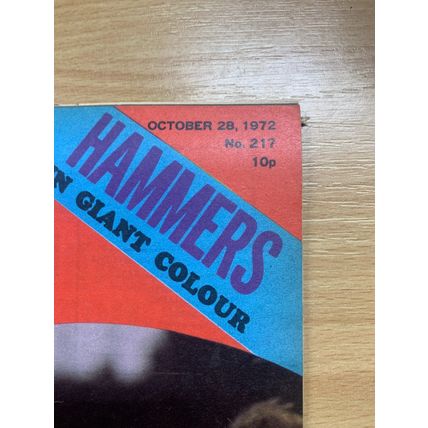 OCTOBER 28, 1972
No. 217
10p
HAMMERS
IN GIANT COLOUR